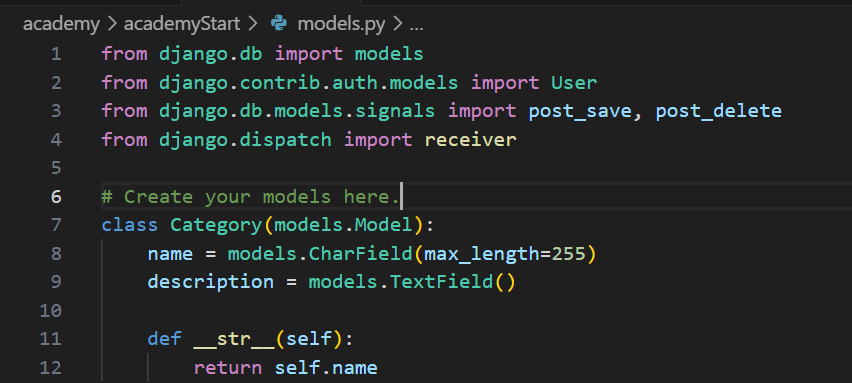 academy > academyStart > models.py > ...
1 from django.db import models
2 from django.contrib.auth.models import User
3 from django.db.models.signals import post_save, post_delete
4 from django.dispatch import receiver
5
6 # Create your models here.
7 class Category(models.Model):
8     name = models.CharField(max_length=255)
9     description = models.TextField()
10
11     def __str__(self):
12         return self.name